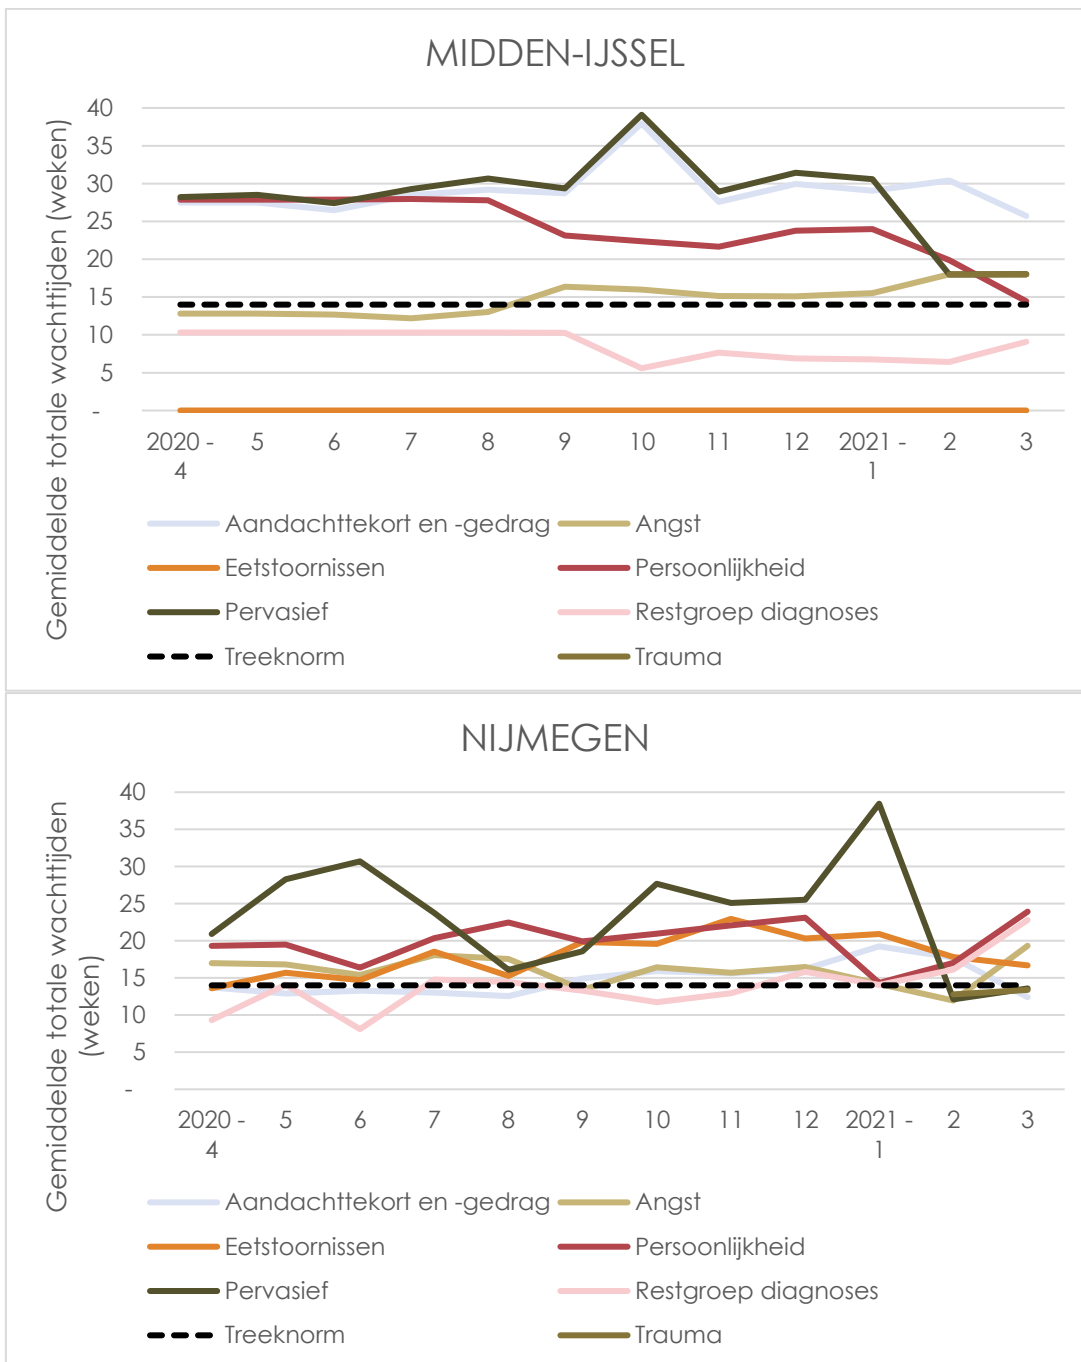 MIDDEN-IJSSEL
Gemiddelde totale wachttijden (weken)
40
35
30
25
20
15
10
5
-
2020 - 4 5 6 7 8 9 10 11 12 2021 - 1 2 3
Aandachttekort en -gedrag Angst
Eetstoornissen Persoonlijkheid
Pervasief Restgroep diagnoses
Treeknorm Trauma
NIJMEGEN
Gemiddelde totale wachttijden
(weken)
40
35
30
25
20
15
10
5
-
2020 - 4 5 6 7 8 9 10 11 12 2021 - 1 2 3
Aandachttekort en -gedrag Angst
Eetstoornissen Persoonlijkheid
Pervasief Restgroep diagnoses
Treeknorm Trauma